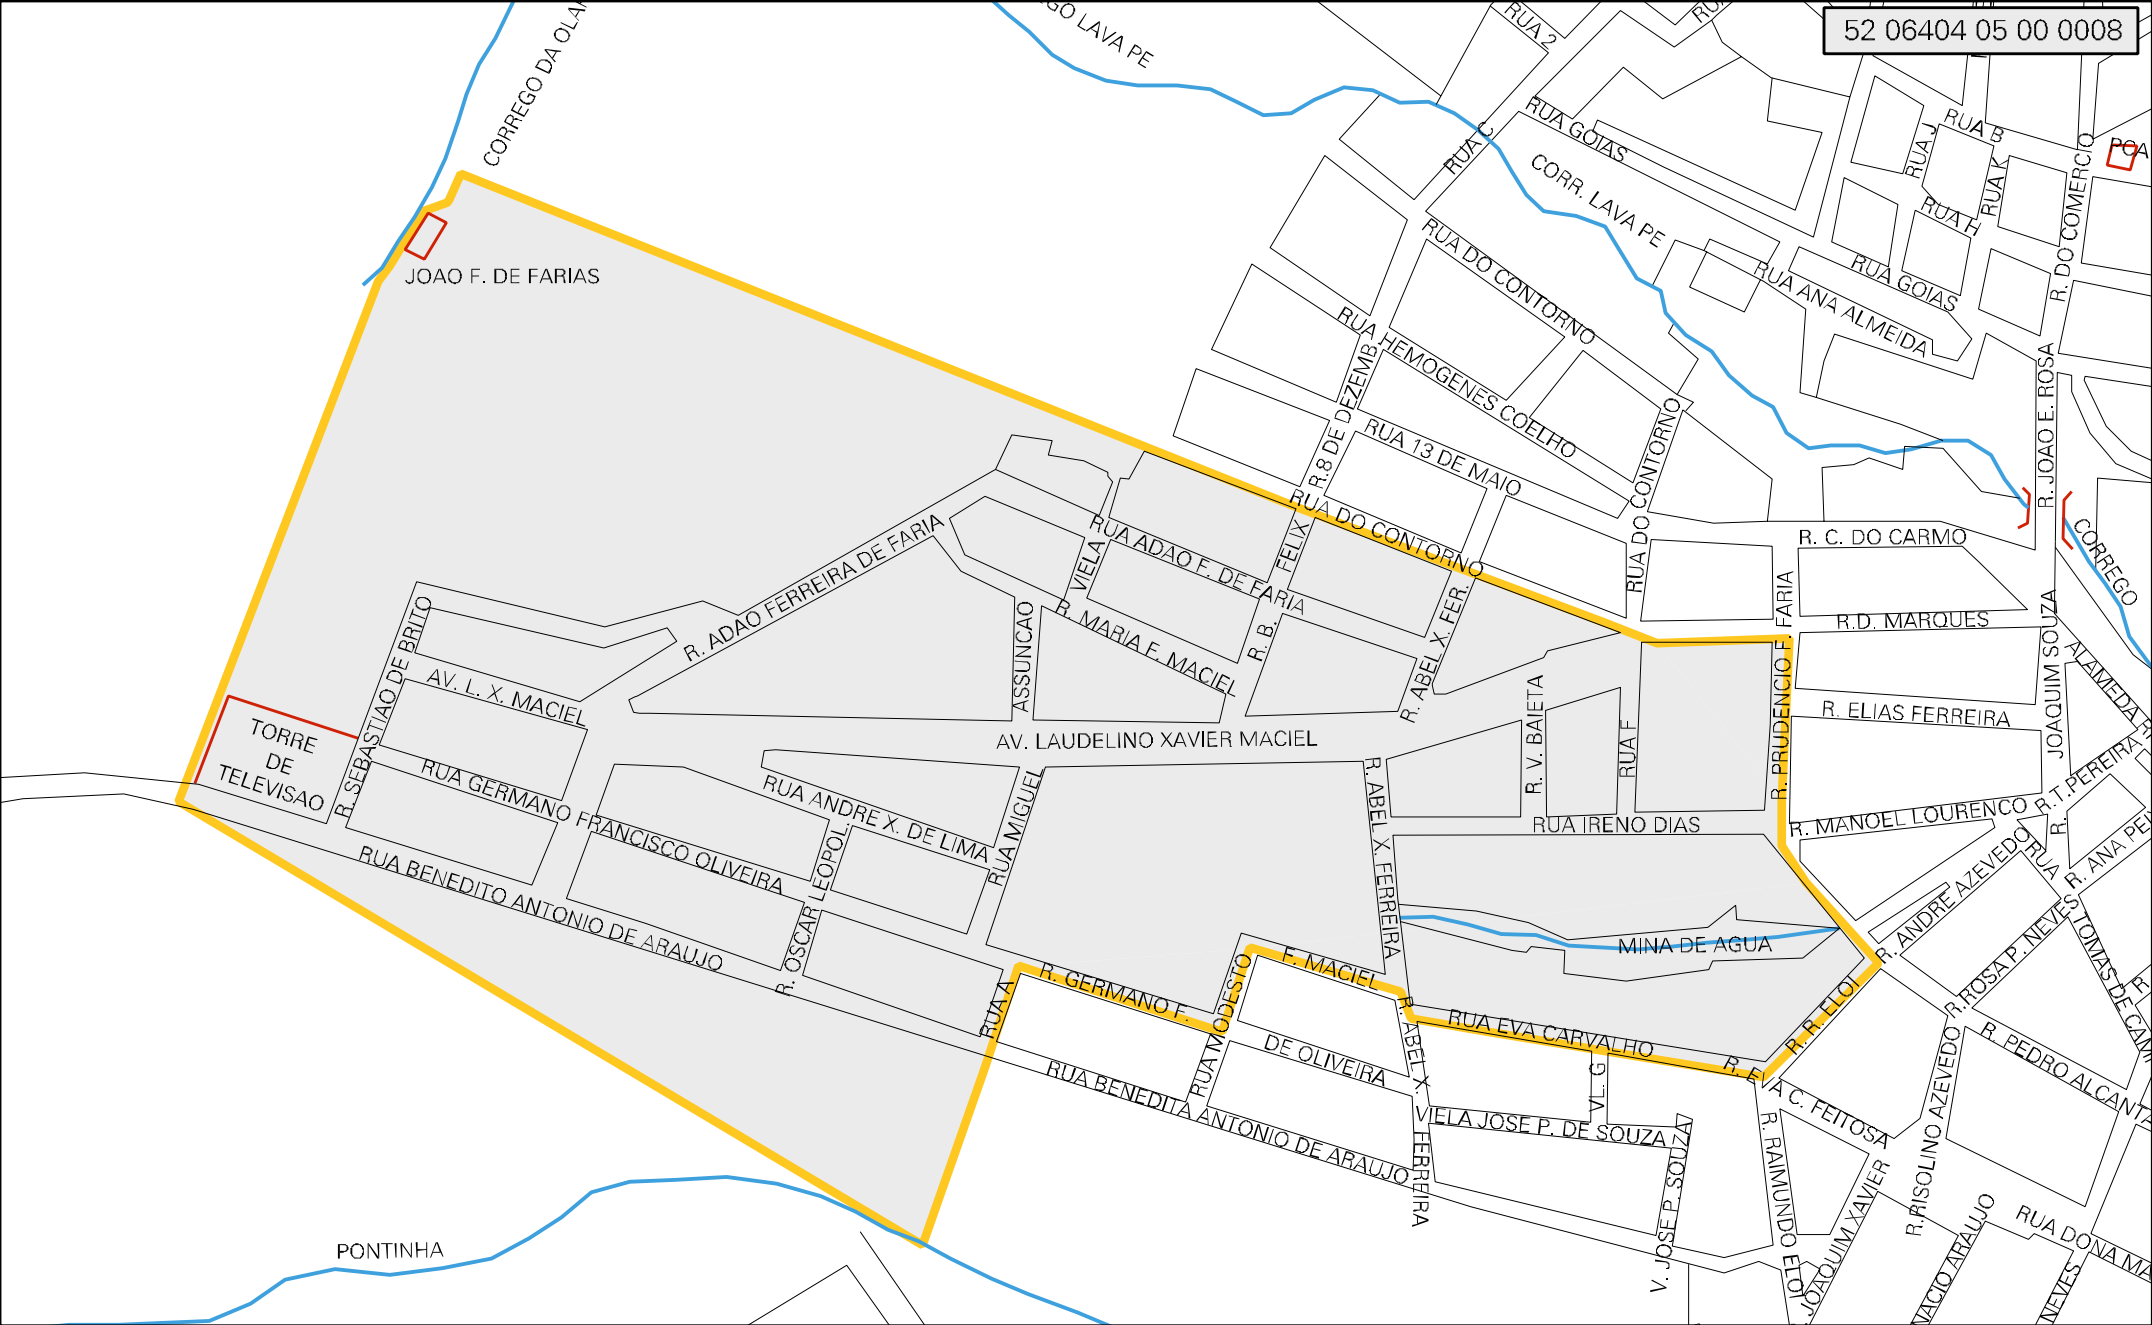 52 06404 05 00 0008
CORREGO DA
LAVA PE
RUA 2
RUA C
RUA GOIAS
CORR. LAVA PE
RUA J
RUA B
RUA K
RUA H
R. DO COMERCIO
PCA
RUA GOIAS
RUA ANA ALMEIDA
JOAO F. DE FARIAS
RUA DO CONTORNO
RUA HEMOGENES COELHO
R.8 DE DEZEMB.
RUA 13 DE MAIO
RUA DO CONTORNO
R. JOAO E. ROSA
RUA DO CONTORNO
R. C. DO CARMO
CORREGO
RUA ADAO F. DE FARIA
VIELA
FELIX
R. B.
R. ADAO FERREIRA DE FARIA
R. MARIA F. MACIEL
ASSUNCAO
R. ABEL X. FER.
R. PRUDENCIO F. FARIA
R.D. MARQUES
JOAQUIM SOUZA
ALAMEDA
R. SEBASTIAO DE BRITO
AV. L. X. MACIEL
R. ELIAS FERREIRA
TORRE
DE
TELEVISAO
AV. LAUDELINO XAVIER MACIEL
R. V. BAIETA
RUA F
RUA GERMANO FRANCISCO OLIVEIRA
RUA ANDRE X. DE LIMA
RUA MIGUEL
R. ABEL X. FERREIRA
RUA IRENO DIAS
R. MANOEL LOURENCO
R.T.PEREIRA
R.
RUA
R. ANA
RUA BENEDITO ANTONIO DE ARAUJO
R. OSCAR LEOPOL.
R. ANDRE AZEVEDO
MINA DE AGUA
R. ROSA P. NEVES
TOMAS DE
R.
RUA A
R. GERMANO F.
RUA MODESTO
F. MACIEL
DE OLIVEIRA
R. ABEL X. FERREIRA
RUA EVA CARVALHO
R. R. ELOI
R. EVA C. FEITOSA
R. PEDRO
RUA BENEDITA ANTONIO DE ARAUJO
VL. G
VIELA JOSE P. DE SOUZA
V. JOSE P. SOUZA
R. RAIMUNDO ELOI
R. RISOLINO AZEVEDO
JOAQUIM XAVIER
ARAUJO
RUA DONA
NEVES
PONTINHA